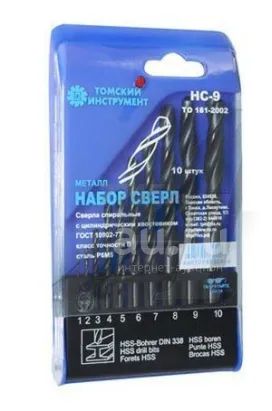 ТОМСКИЙ
ИНСТРУМЕНТ
НС-9
ТО 181-2002
10 штук
МЕТАЛЛ
НАБОР СВЕРЛ
Сверла спиральные
с цилиндрическим хвостовиком
ГОСТ 10902-77
класс точности
сталь Р6М5
1 2 3 4 5 6 7 8 9 10
HSS-Bohrer DIN 338
HSS drill bits
Forets HSS
HSS boren
Punte HSS
Brocas HSS